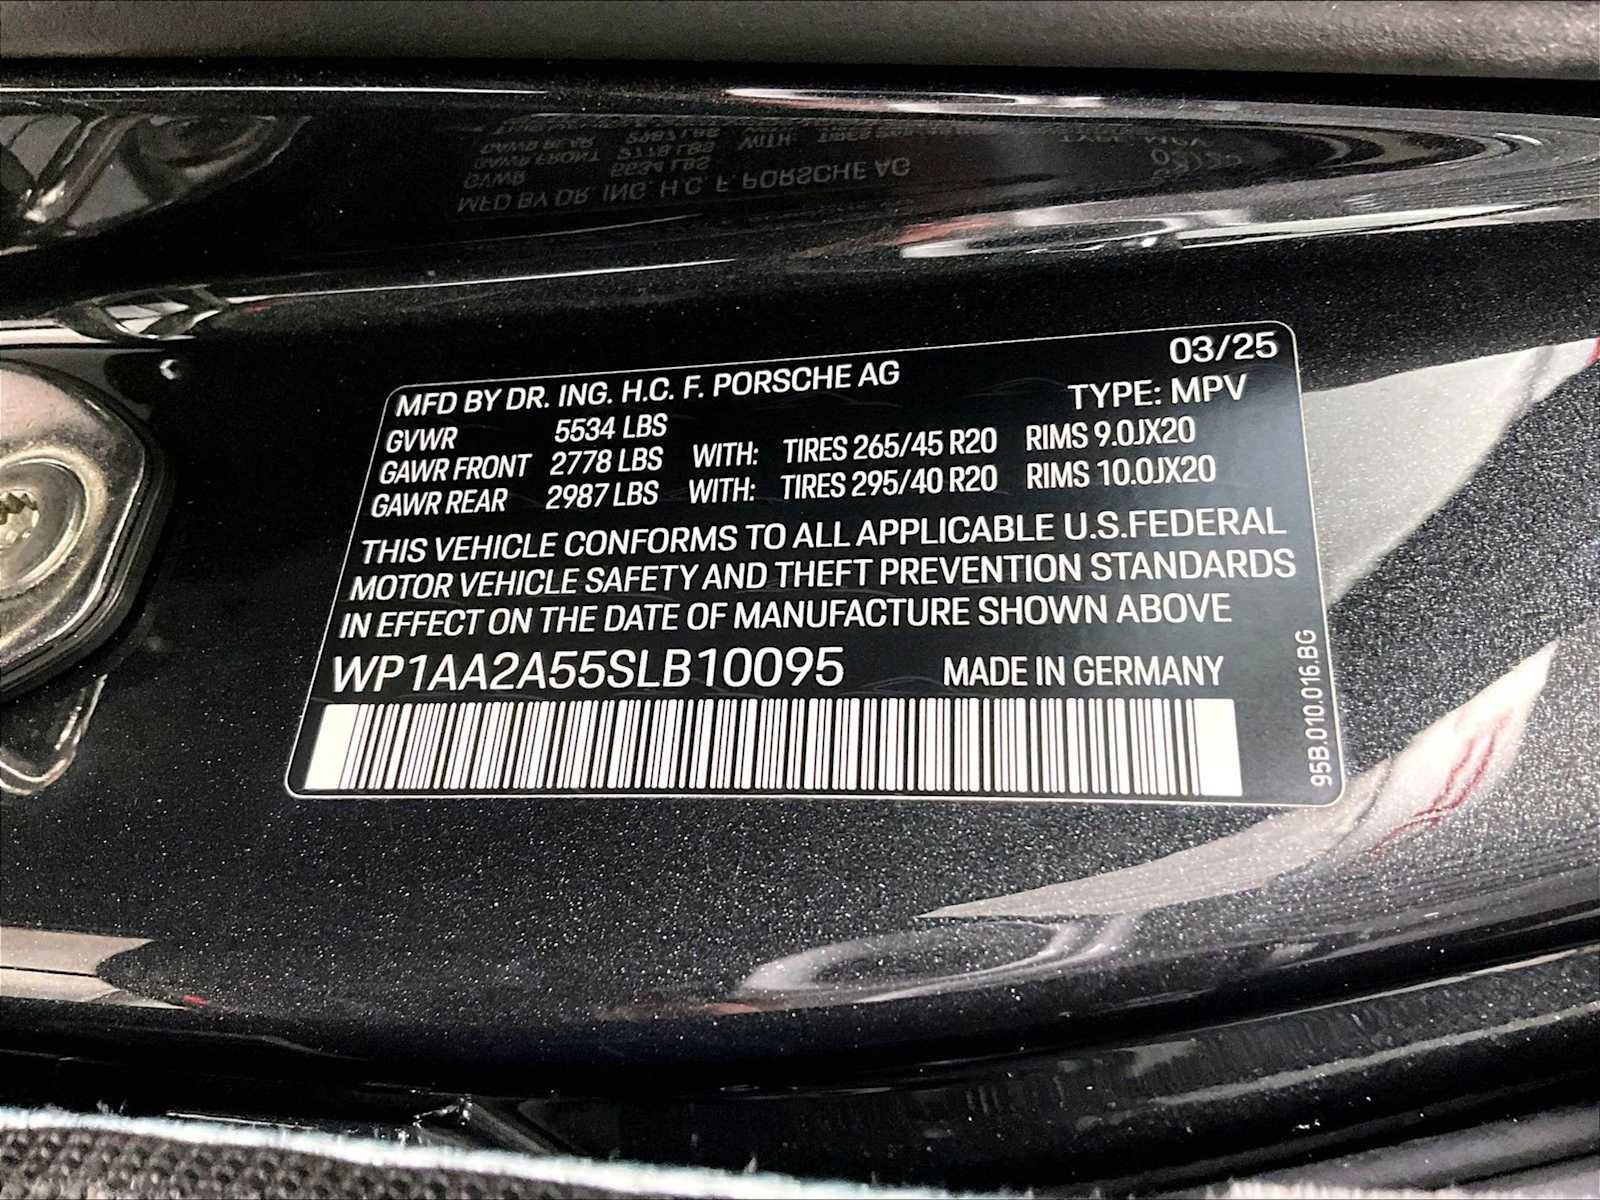 03/25
MFD BY DR. ING. H.C. F. PORSCHE AG TYPE: MPV
GVWR 5534 LBS
GAWR FRONT 2778 LBS WITH: TIRES 265/45 R20 RIMS 9.0JX20
GAWR REAR 2987 LBS WITH: TIRES 295/40 R20 RIMS 10.0JX20
THIS VEHICLE CONFORMS TO ALL APPLICABLE U.S.FEDERAL
MOTOR VEHICLE SAFETY AND THEFT PREVENTION STANDARDS
IN EFFECT ON THE DATE OF MANUFACTURE SHOWN ABOVE
WP1AA2A55SLB10095 MADE IN GERMANY
95B.010.016.BG